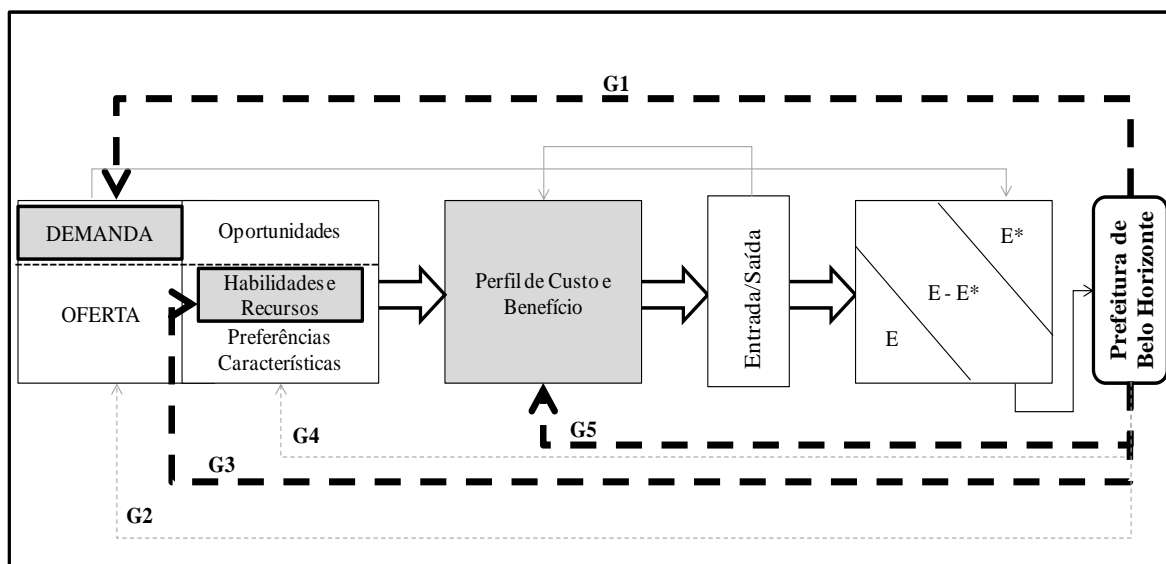 G1
DEMANDA
OFERTA
Oportunidades
Habilidades e
Recursos
Preferências
Características
Perfil de Custo e
Benefício
Entrada/Saída
E*
E - E*
E
Prefeitura de
Belo Horizonte
G5
G4
G3
G2